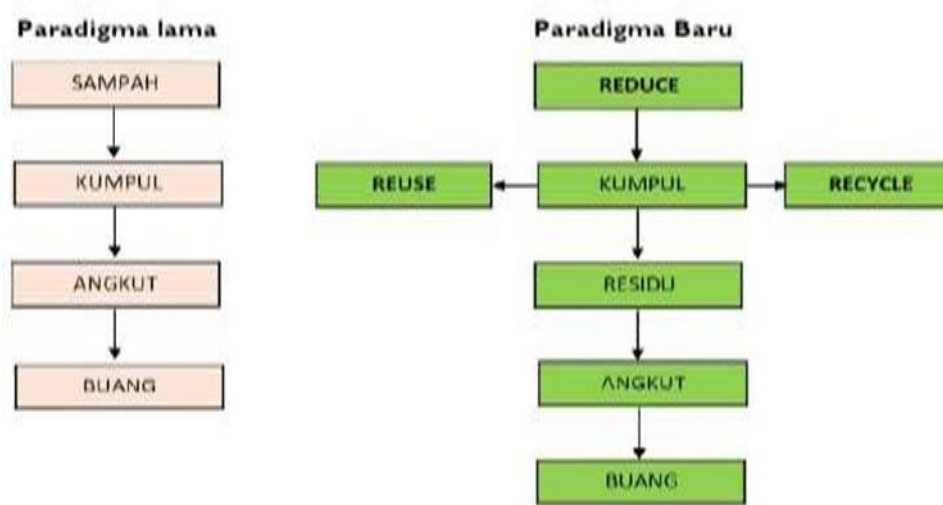 Paradigma lama
SAMPAH
KUMPUL
ANGKUT
BUANG
Paradigma Baru
REDUCE
REUSE
KUMPUL
RECYCLE
RESIDU
ANGKUT
BUANG